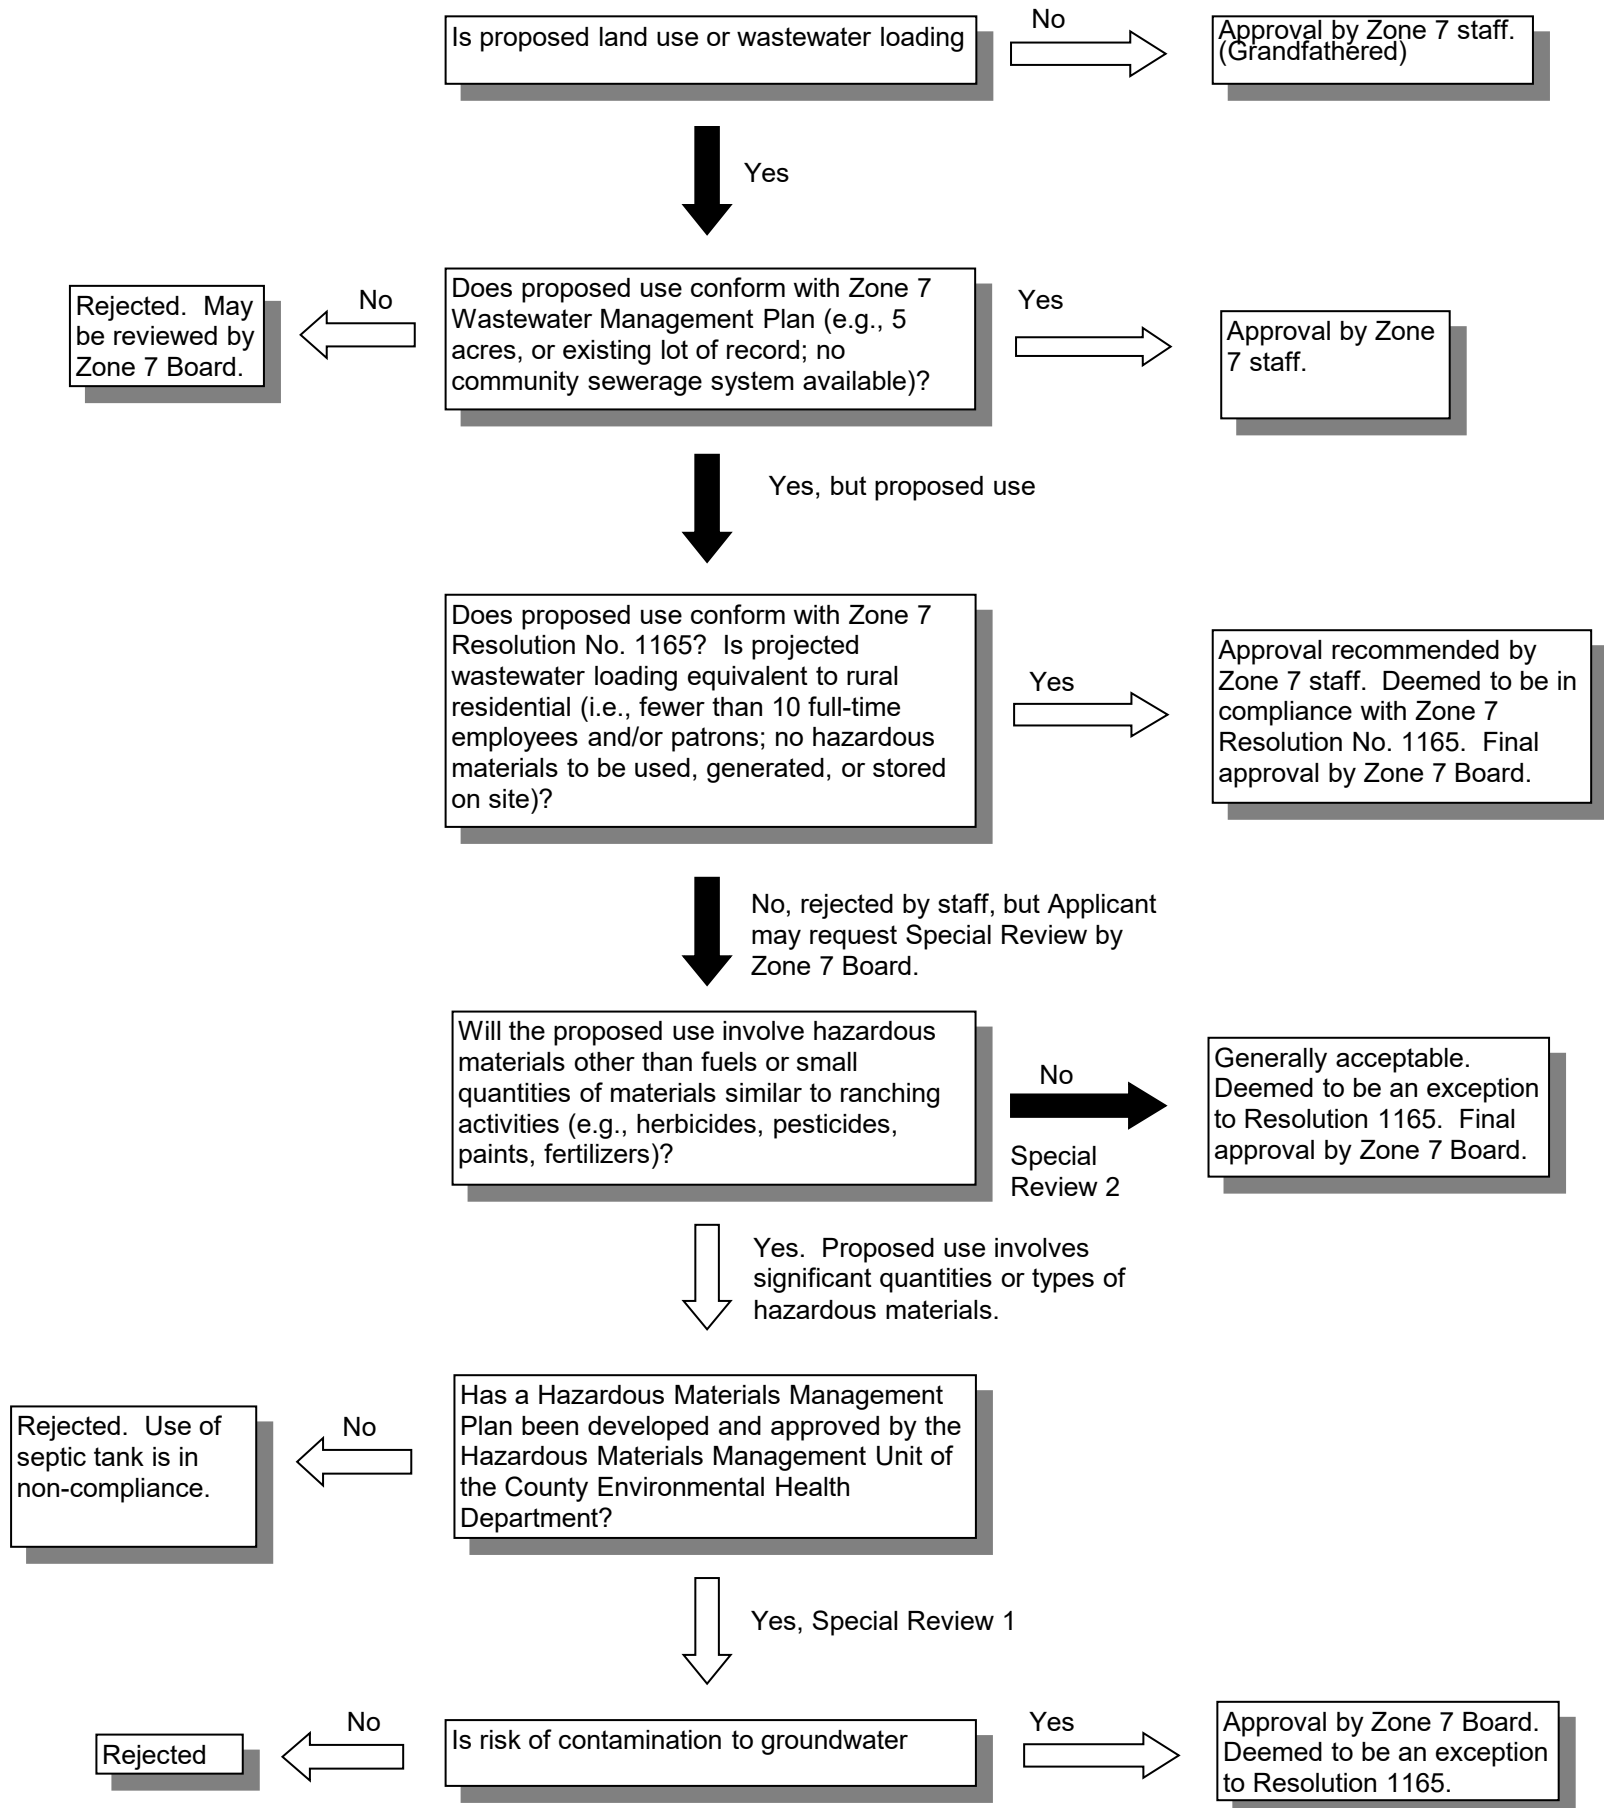 Is proposed land use or wastewater loading
No
Approval by Zone 7 staff.
(Grandfathered)
Yes
Rejected.  May
be reviewed by
Zone 7 Board.
No
Does proposed use conform with Zone 7
Wastewater Management Plan (e.g., 5
acres, or existing lot of record; no
community sewerage system available)?
Yes
Approval by Zone
7 staff.
Yes, but proposed use
Does proposed use conform with Zone 7
Resolution No. 1165?  Is projected
wastewater loading equivalent to rural
residential (i.e., fewer than 10 full-time
employees and/or patrons; no hazardous
materials to be used, generated, or stored
on site)?
Yes
Approval recommended by
Zone 7 staff.  Deemed to be in
compliance with Zone 7
Resolution No. 1165.  Final
approval by Zone 7 Board.
No, rejected by staff, but Applicant
may request Special Review by
Zone 7 Board.
Will the proposed use involve hazardous
materials other than fuels or small
quantities of materials similar to ranching
activities (e.g., herbicides, pesticides,
paints, fertilizers)?
No
Special
Review 2
Generally acceptable.
Deemed to be an exception
to Resolution 1165.  Final
approval by Zone 7 Board.
Yes.  Proposed use involves
significant quantities or types of
hazardous materials.
Rejected.  Use of
septic tank is in
non-compliance.
No
Has a Hazardous Materials Management
Plan been developed and approved by the
Hazardous Materials Management Unit of
the County Environmental Health
Department?
Yes, Special Review 1
Rejected
No
Is risk of contamination to groundwater
Yes
Approval by Zone 7 Board.
Deemed to be an exception
to Resolution 1165.